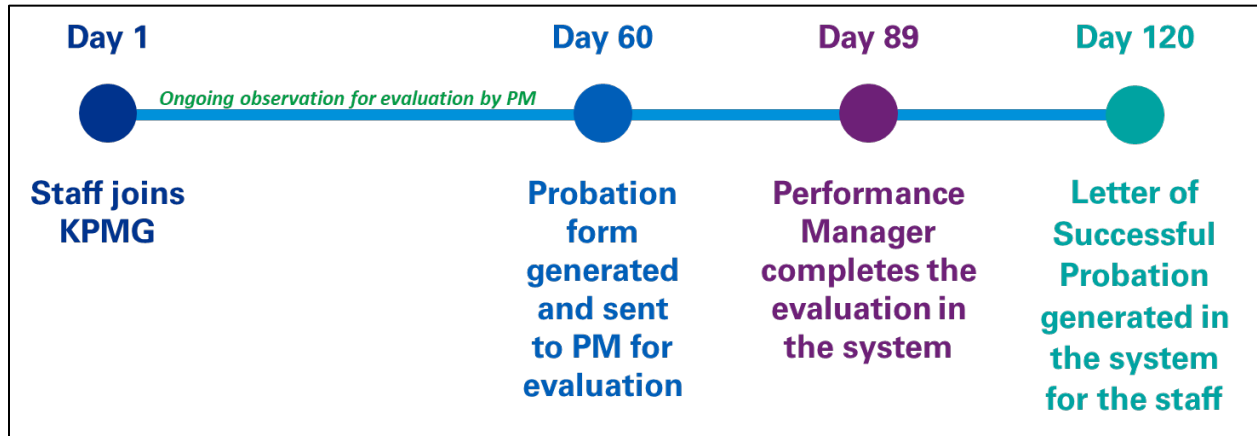 Day 1
Day 60
Day 89
Day 120
Ongoing observation for evaluation by PM
Staff joins
KPMG
Probation
form
generated
and sent
to PM for
evaluation
Performance
Manager
completes the
evaluation in
the system
Letter of
Successful
Probation
generated in
the system
for the staff